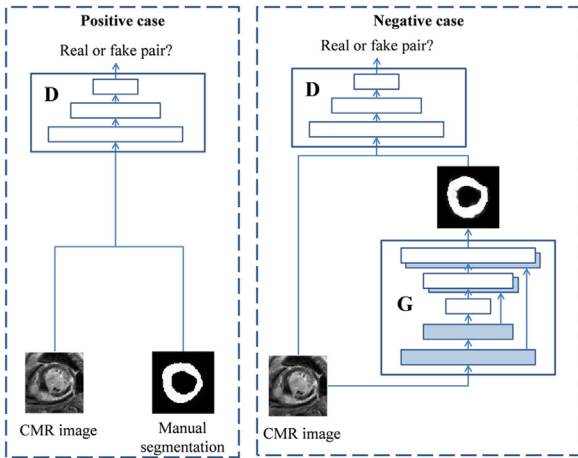 Positive case
Real or fake pair?
D
CMR image
Manual
segmentation
Negative case
Real or fake pair?
D
G
CMR image